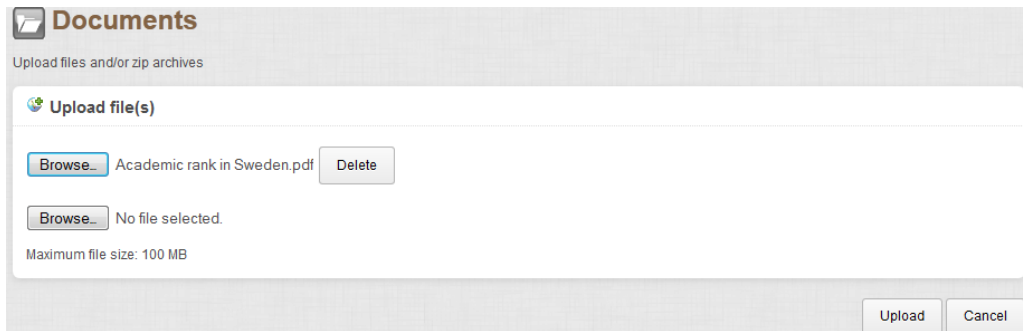 Documents
Upload files and/or zip archives
Upload file(s)
Browse... Academic rank in Sweden.pdf Delete
Browse... No file selected.
Maximum file size: 100 MB
Upload Cancel